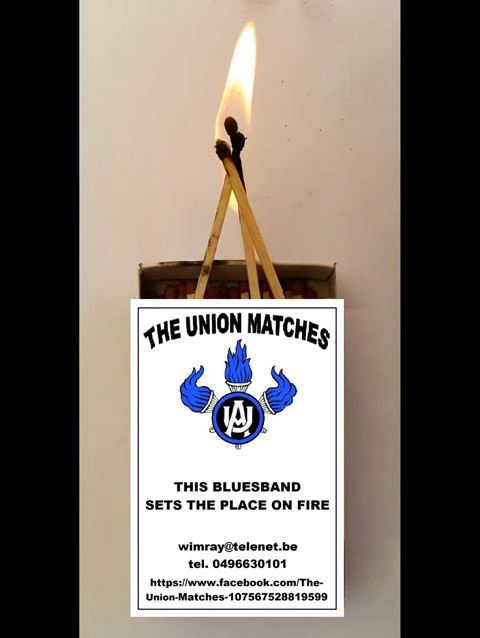 THE UNION MATCHES
UA
THIS BLUESBAND
SETS THE PLACE ON FIRE
wimray@telenet.be
tel. 0496630101
https://www.facebook.com/The-
Union-Matches-107567528819599